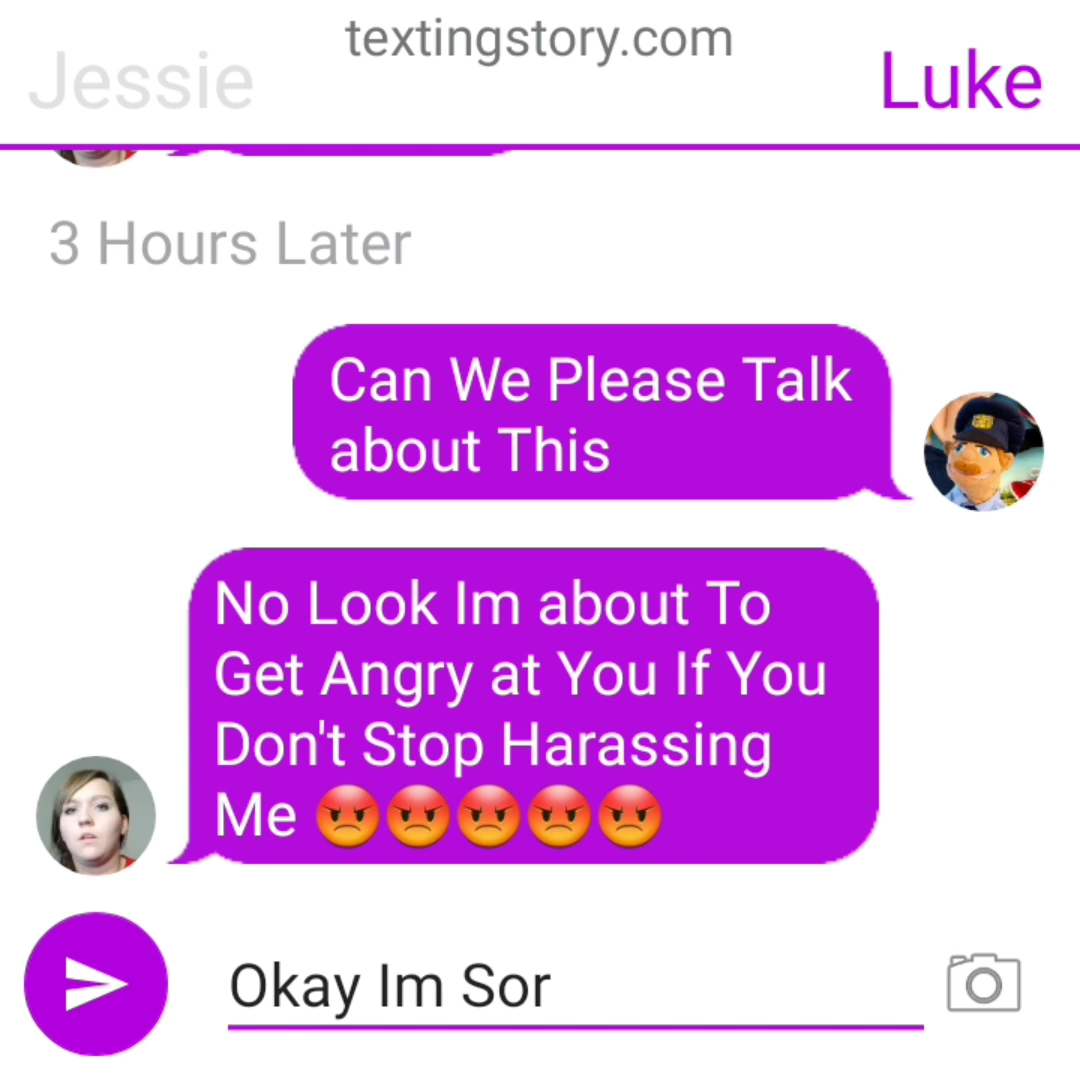 textingstory.com
Jessie
Luke
3 Hours Later
Can We Please Talk
about This
No Look Im about To
Get Angry at You If You
Don't Stop Harassing
Me 😡😡😡😡😡
Okay Im Sor